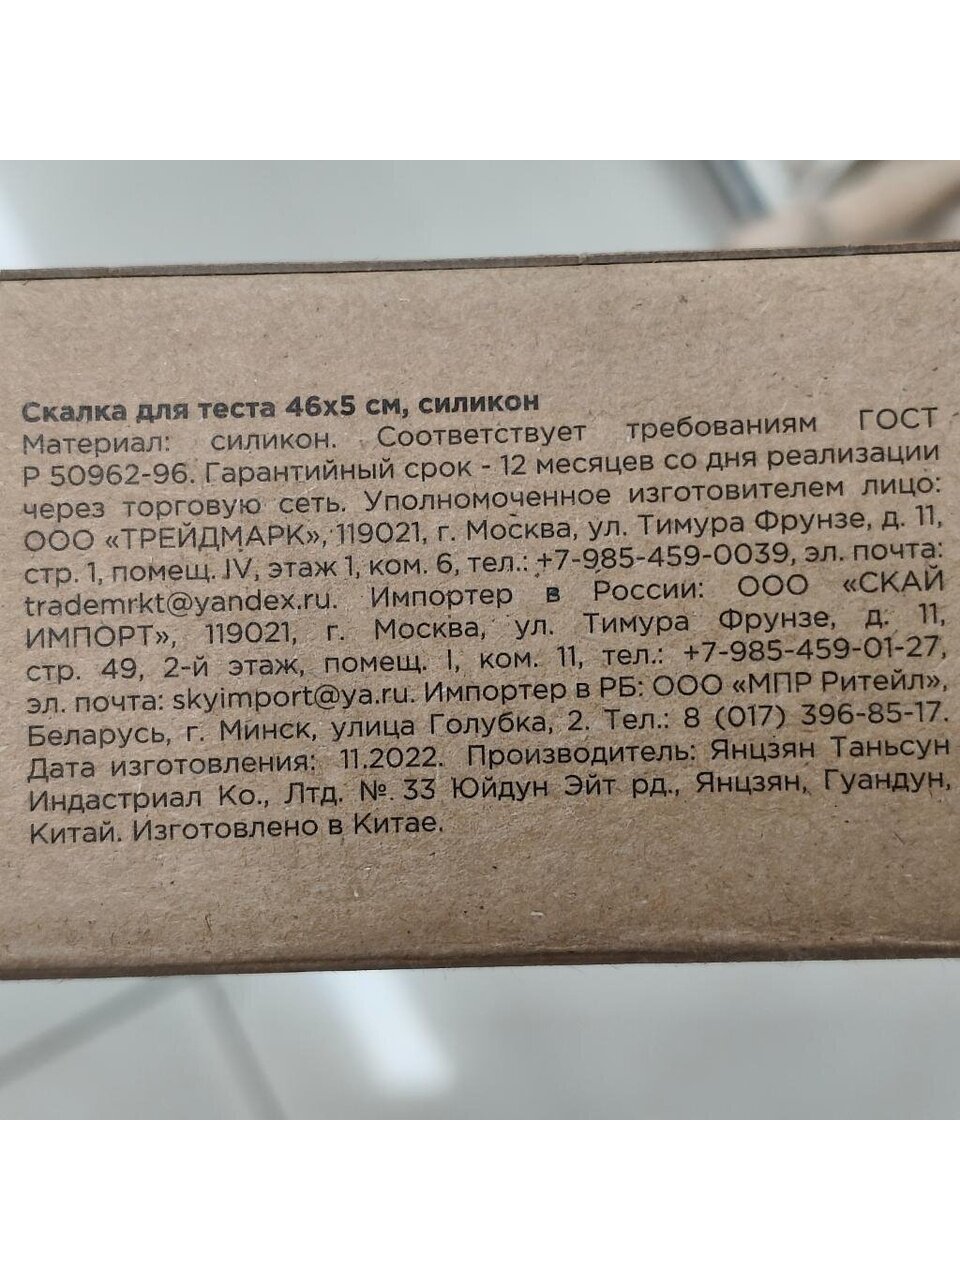 Скалка для теста 46х5 см, силикон
Материал: силикон. Соответствует требованиям ГОСТ
Р 50962-96. Гарантийный срок - 12 месяцев со дня реализации
через торговую сеть. Уполномоченное изготовителем лицо:
ООО «ТРЕЙДМАРК», 119021, г. Москва, ул. Тимура Фрунзе, д. 11,
стр. 1, помещ. IV, этаж 1, ком. 6, тел.: +7-985-459-0039, эл. почта:
trademrkt@yandex.ru. Импортер в России: ООО «СКАЙ
ИМПОРТ», 119021, г. Москва, ул. Тимура Фрунзе, д. 11,
стр. 49, 2-й этаж, помещ. I, ком. 11, тел.: +7-985-459-01-27,
эл. почта: skyimport@ya.ru. Импортер в РБ: ООО «МПР Ритейл»,
Беларусь, г. Минск, улица Голубка, 2. Тел.: 8 (017) 396-85-17.
Дата изготовления: 11.2022. Производитель: Янцзян Таньсун
Индастриал Ко., Лтд. № 33 Юйдун Эйт рд., Янцзян, Гуандун,
Китай. Изготовлено в Китае.